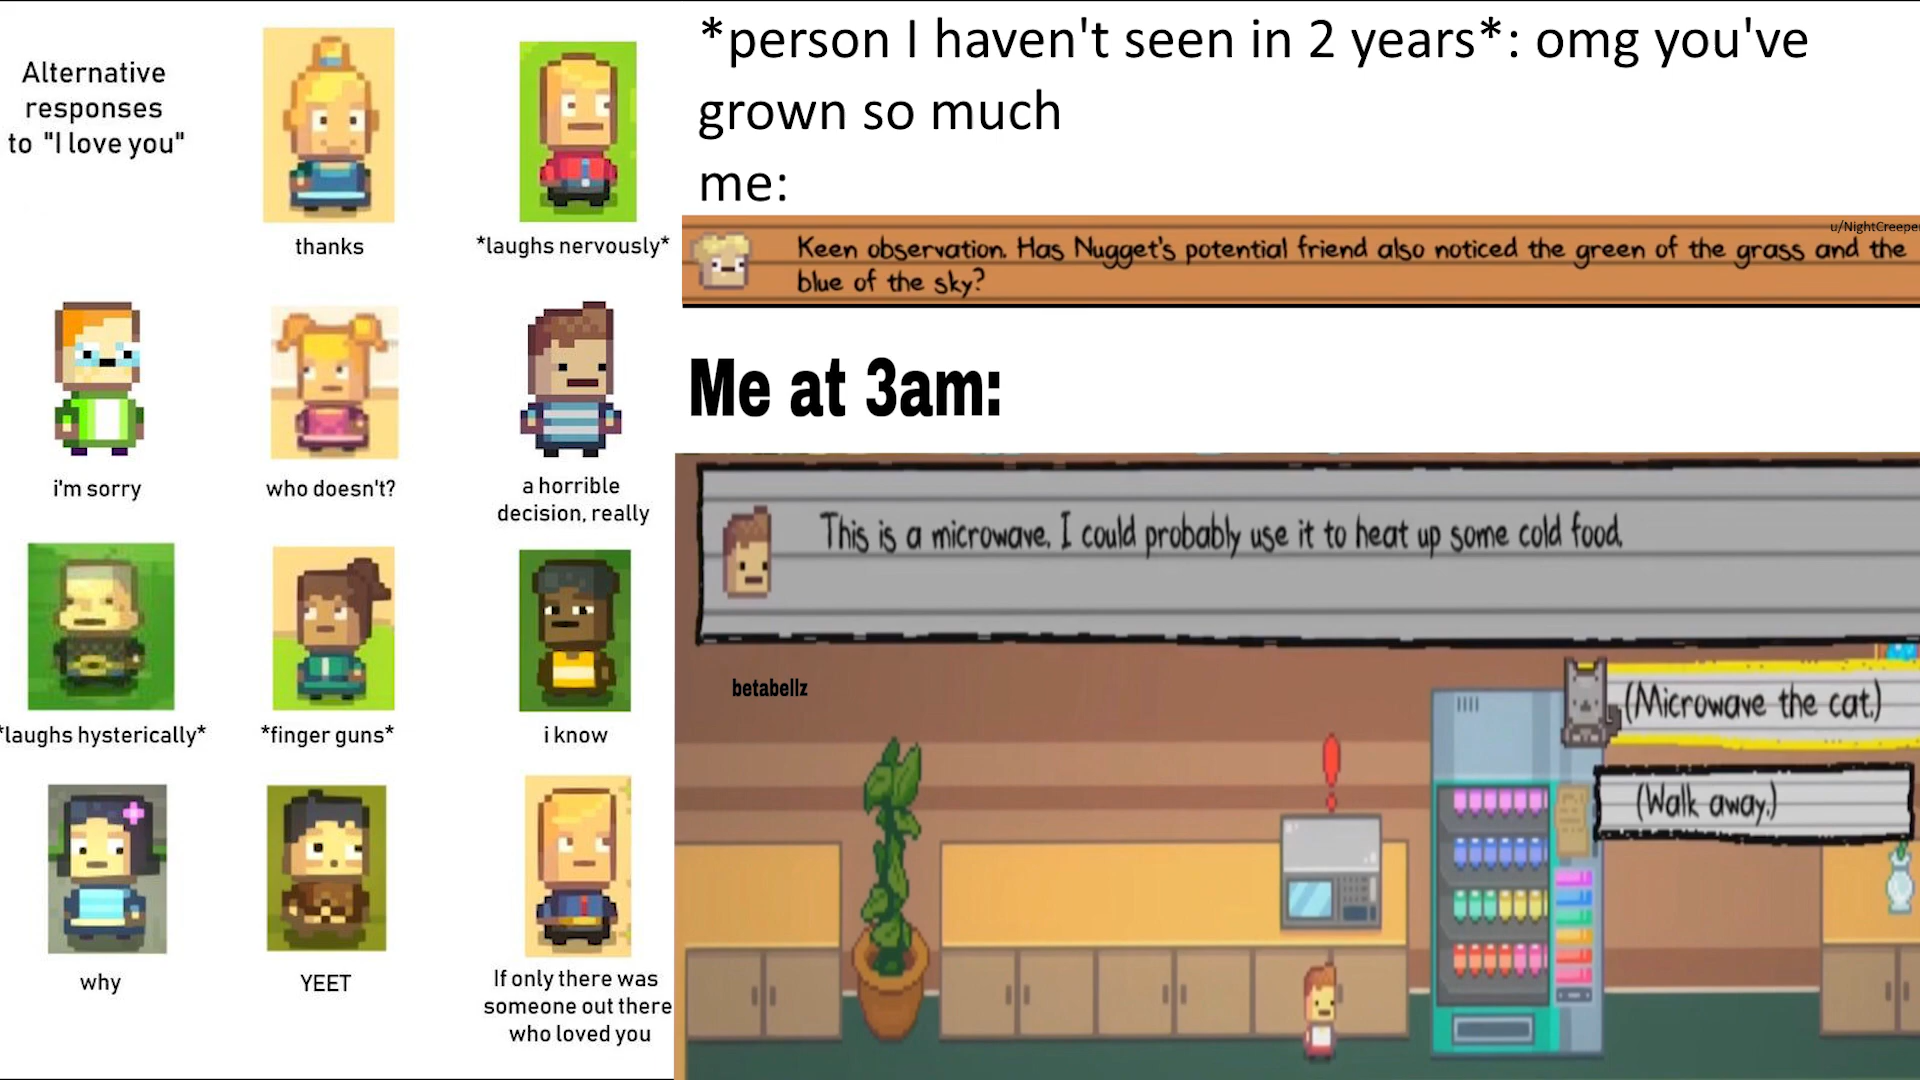 Alternative
responses
to "I love you"
thanks
*laughs nervously*
i'm sorry
who doesn't?
a horrible
decision, really
*laughs hysterically*
*finger guns*
i know
why
YEET
If only there was
someone out there
who loved you
*person I haven't seen in 2 years*: omg you've
grown so much
me:
u/NightCreeper
Keen observation. Has Nugget's potential friend also noticed the green of the grass and the
blue of the sky?
Me at 3am:
This is a microwave. I could probably use it to heat up some cold food.
betabellz
(Microwave the cat.)
(Walk away.)